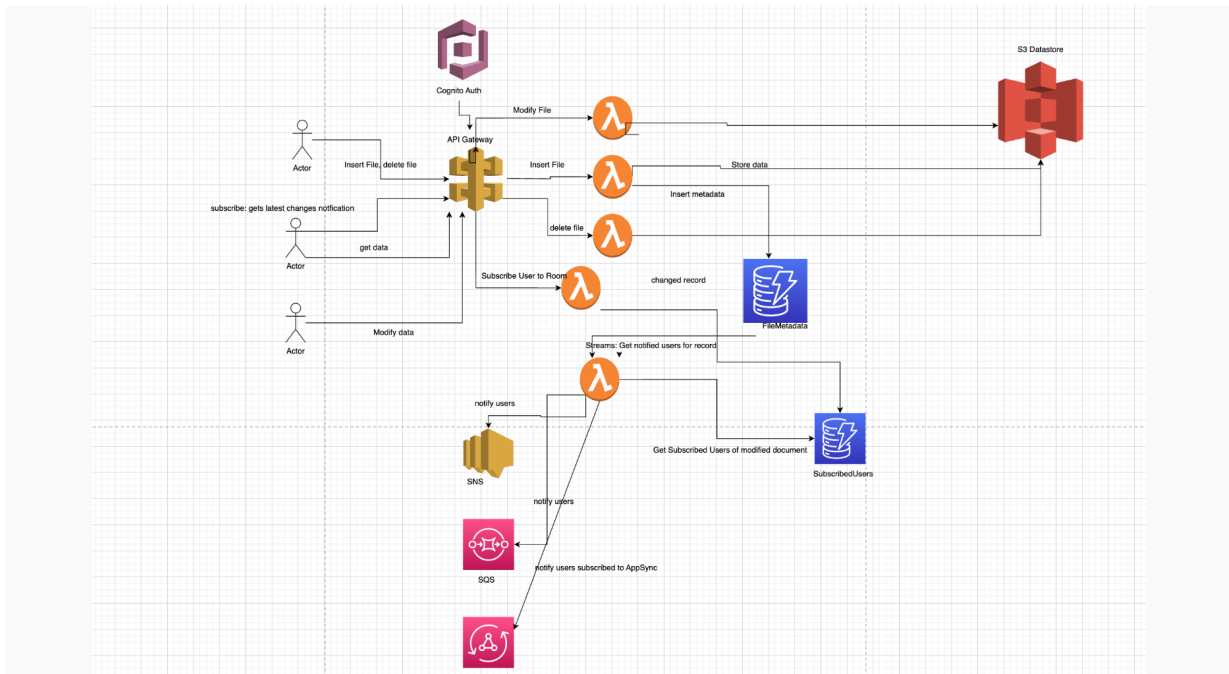 S3 Datastore
Cognito Auth
Modify File
API Gateway
Actor
Insert File, delete file
Insert File
Store data
Insert metadata
subscribe: gets latest changes notfication
delete file
get data
Actor
Subscribe User to Room
changed record
FileMetadata
Modify data
Actor
Streams: Get notified users for record
notify users
Get Subscribed Users of modified document
SubscribedUsers
SNS
notify users
notify users subscribed to AppSync
SQS